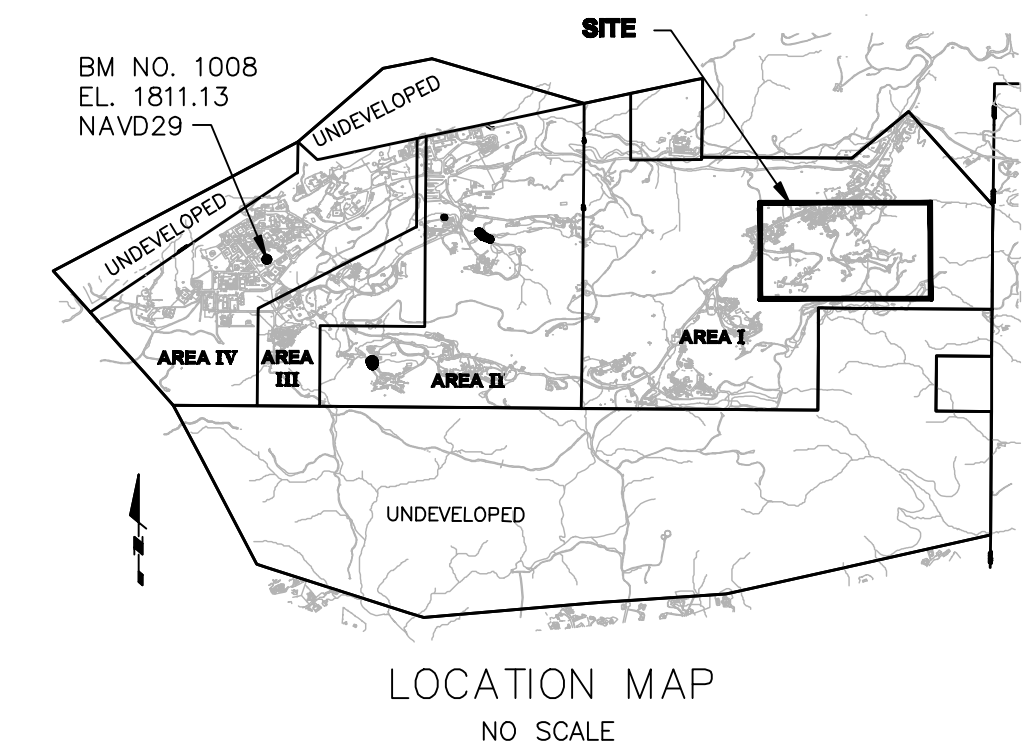 SITE
BM NO. 1008
EL. 1811.13
NAVD29
UNDEVELOPED
UNDEVELOPED
AREA I
AREA IV
AREA
III
AREA II
UNDEVELOPED
N
LOCATION MAP
NO SCALE